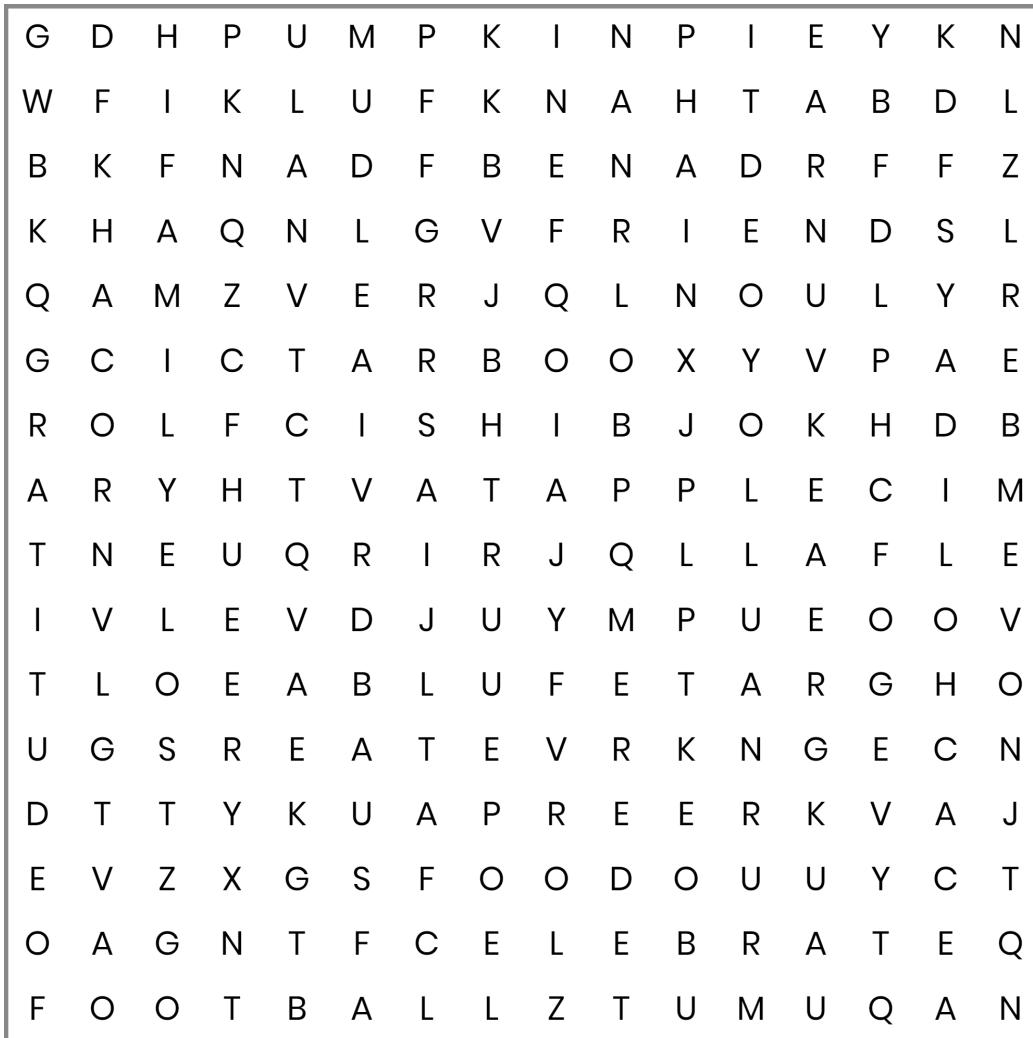 G D H P U M P K I N P I E Y K N
W F I K L U F K N A H T A B D L
B K F N A D F B E N A D R F F Z
K H A Q N L G V F R I E N D S L
Q A M Z V E R J Q L N O U L Y R
G C I C T A R B O O X Y V P A E
R O L F C I S H I B J O K H D B
A R Y H T V A T A P P L E C I M
T N E U Q R I R J Q L L A F L E
I V L E V D J U Y M P U E O O V
T L O E A B L U F E T A R G H O
U G S R E A T E V R K N G E C N
D T T Y K U A P R E E R K V A J
E V Z X G S F O O D O U U Y C T
O A G N T F C E L E B R A T E Q
F O O T B A L L Z T U M U Q A N